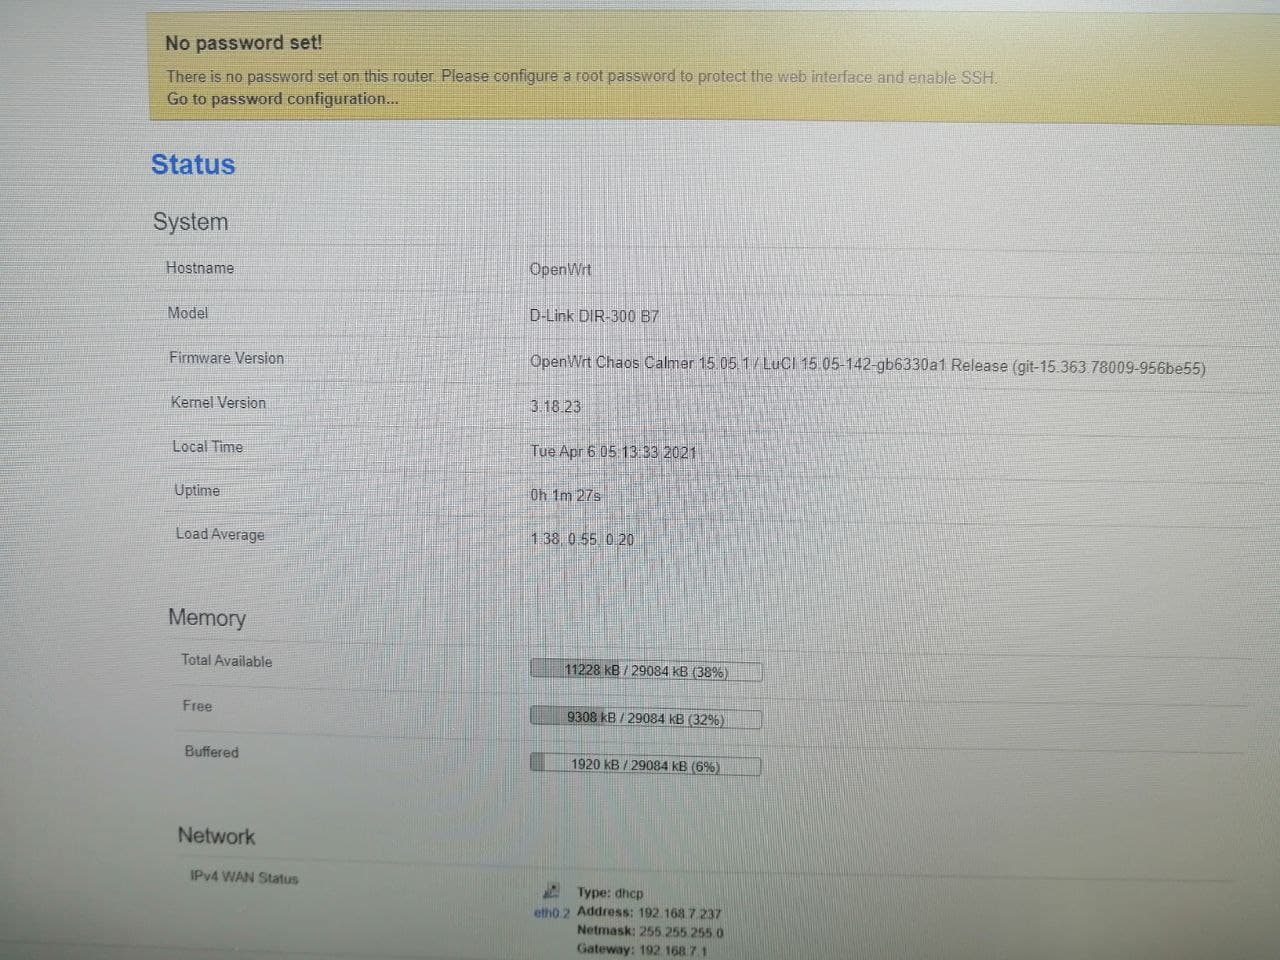 No password set!
There is no password set on this router. Please configure a root password to protect the web interface and enable SSH.
Go to password configuration...
Status
System
Hostname OpenWrt
Model D-Link DIR-300 B7
Firmware Version OpenWrt Chaos Calmer 15.05.1 / LuCI 15.05-142-gb6330a1 Release (git-15.363.78009-956be55)
Kernel Version 3.18.23
Local Time Tue Apr 6 05:13:33 2021
Uptime 0h 1m 27s
Load Average 1.38, 0.55, 0.20
Memory
Total Available 11228 kB / 29084 kB (38%)
Free 9308 kB / 29084 kB (32%)
Buffered 1920 kB / 29084 kB (6%)
Network
IPv4 WAN Status
Type: dhcp
eth0.2 Address: 192.168.7.237
Netmask: 255.255.255.0
Gateway: 192.168.7.1